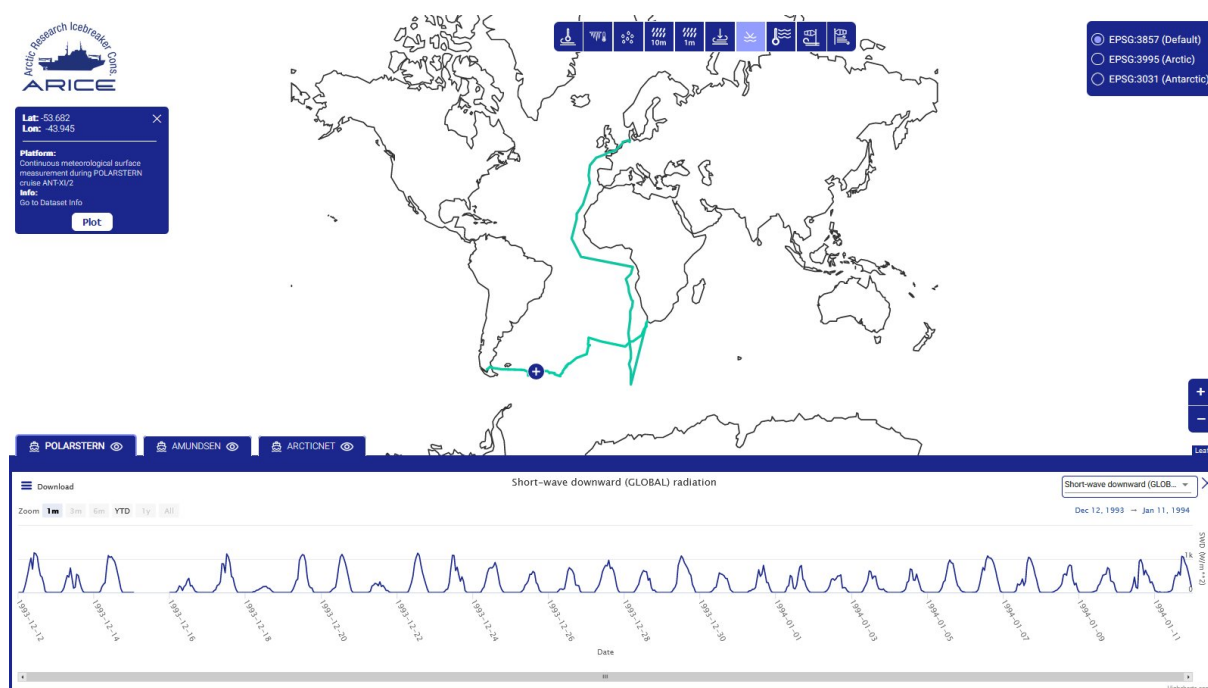 Arctic Research Icebreaker Cons.
ARICE
10m
1m
EPSG:3857 (Default)
EPSG:3995 (Arctic)
EPSG:3031 (Antarctic)
Lat: -53.682
Lon: -43.945
Platform:
Continuous meteorological surface
measurement during POLARSTERN
cruise ANT-XI/2
Info:
Go to Dataset Info
Plot
+
−
POLARSTERN
AMUNDSEN
ARCTICNET
Leaf
Download
Short-wave downward (GLOBAL) radiation
Short-wave downward (GLOB...
Zoom 1m 3m 6m YTD 1y All
Dec 12, 1993 → Jan 11, 1994
SWD (W/m**2)
1k
0
1993-12-12
1993-12-14
1993-12-16
1993-12-18
1993-12-20
1993-12-22
1993-12-24
1993-12-26
1993-12-28
1993-12-30
1994-01-01
1994-01-03
1994-01-05
1994-01-07
1994-01-09
1994-01-11
Date